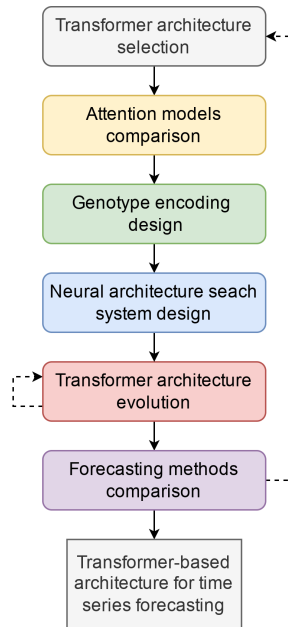 Transformer architecture
selection
Attention models
comparison
Genotype encoding
design
Neural architecture seach
system design
Transformer architecture
evolution
Forecasting methods
comparison
Transformer-based
architecture for time
series forecasting